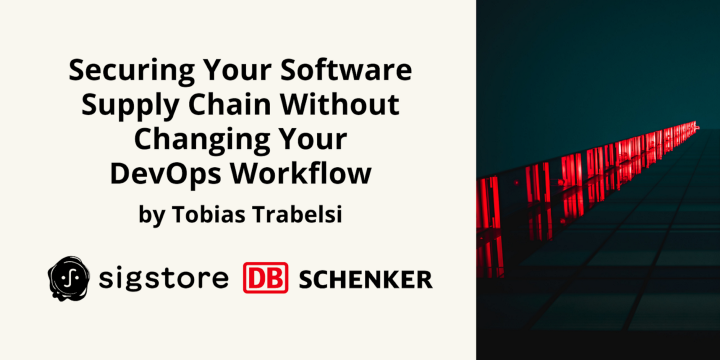 Securing Your Software
Supply Chain Without
Changing Your
DevOps Workflow
by Tobias Trabelsi
sigstore DB SCHENKER